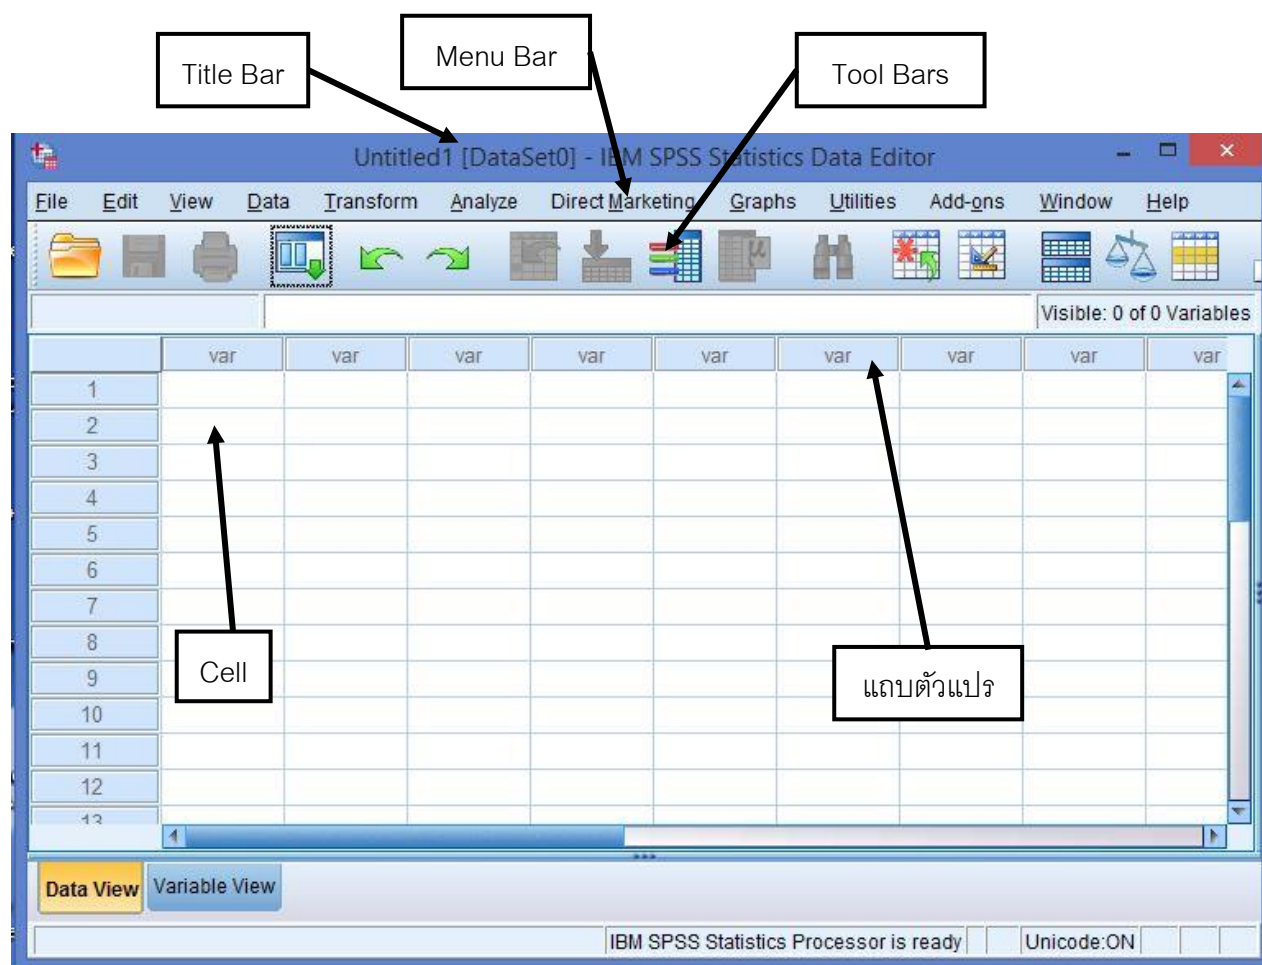 Title Bar
Menu Bar
Tool Bars
Untitled1 [DataSet0] - IBM SPSS Statistics Data Editor
File Edit View Data Transform Analyze Direct Marketing Graphs Utilities Add-ons Window Help
Visible: 0 of 0 Variables
var var var var var var var var var
1
2
3
4
5
6
7
8
9
10
11
12
13
Cell
แถบตัวแปร
Data View Variable View
IBM SPSS Statistics Processor is ready Unicode:ON